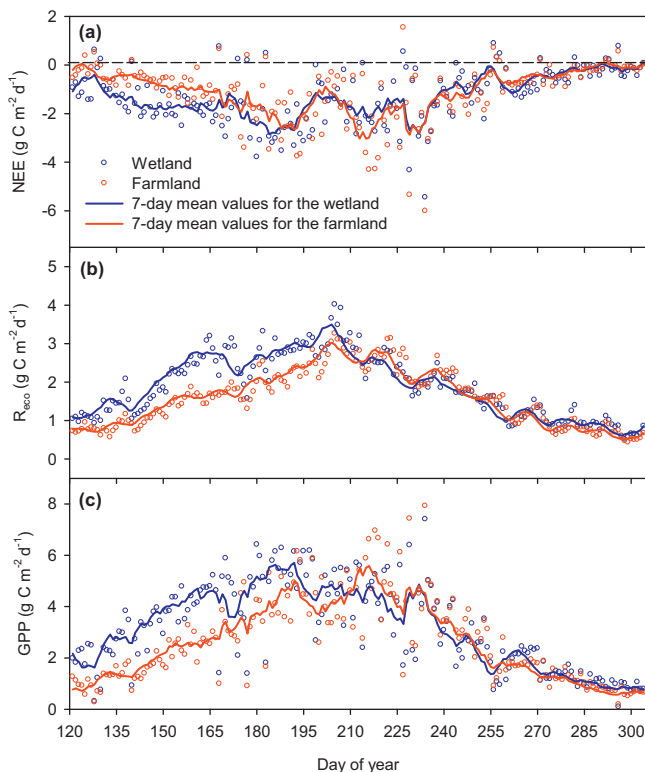 (a)
2
0
-2
-4
-6
NEE (g C m⁻² d⁻¹)
Wetland
Farmland
7-day mean values for the wetland
7-day mean values for the farmland
(b)
5
4
3
2
1
0
R_eco (g C m⁻² d⁻¹)
(c)
8
6
4
2
0
GPP (g C m⁻² d⁻¹)
120 135 150 165 180 195 210 225 240 255 270 285 300
Day of year